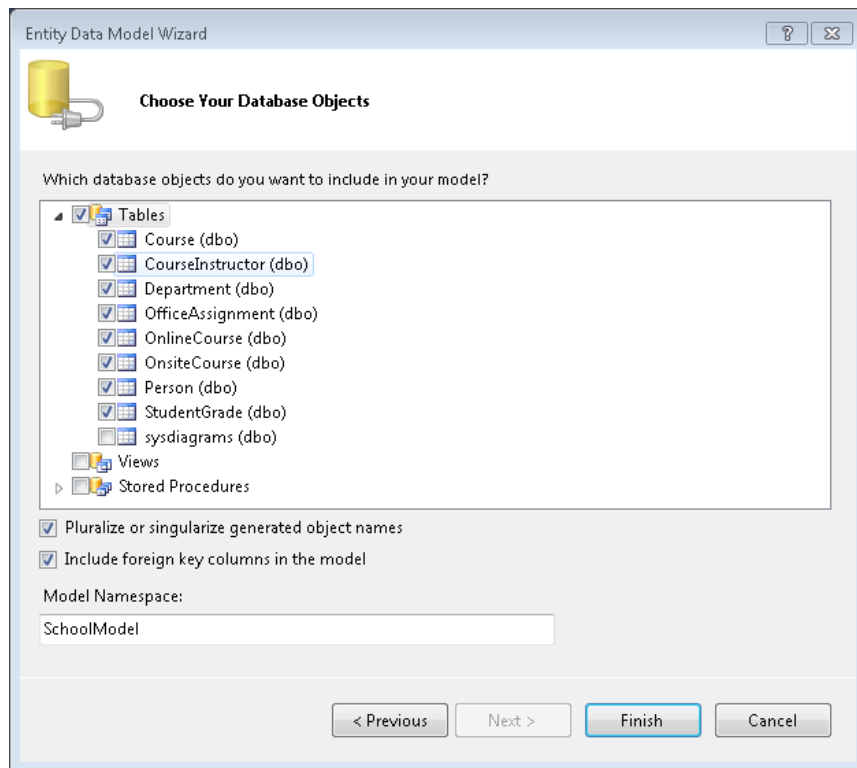 Entity Data Model Wizard
Choose Your Database Objects
Which database objects do you want to include in your model?
Tables
Course (dbo)
CourseInstructor (dbo)
Department (dbo)
OfficeAssignment (dbo)
OnlineCourse (dbo)
OnsiteCourse (dbo)
Person (dbo)
StudentGrade (dbo)
sysdiagrams (dbo)
Views
Stored Procedures
Pluralize or singularize generated object names
Include foreign key columns in the model
Model Namespace:
SchoolModel
< Previous Next > Finish Cancel